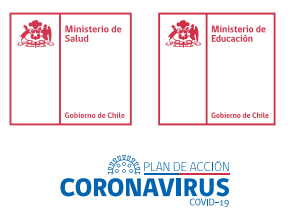 Ministerio de
Salud
Gobierno de Chile
Ministerio de
Educación
Gobierno de Chile
PLAN DE ACCIÓN
CORONAVIRUS
COVID-19